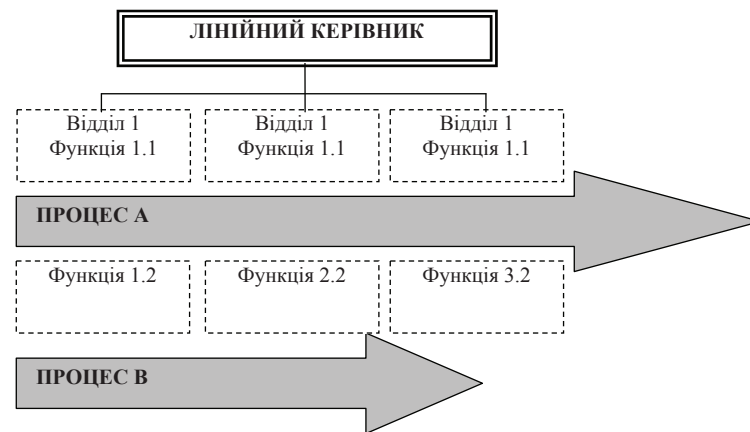 ЛІНІЙНИЙ КЕРІВНИК
Відділ 1
Функція 1.1
Відділ 1
Функція 1.1
Відділ 1
Функція 1.1
ПРОЦЕС А
Функція 1.2
Функція 2.2
Функція 3.2
ПРОЦЕС В